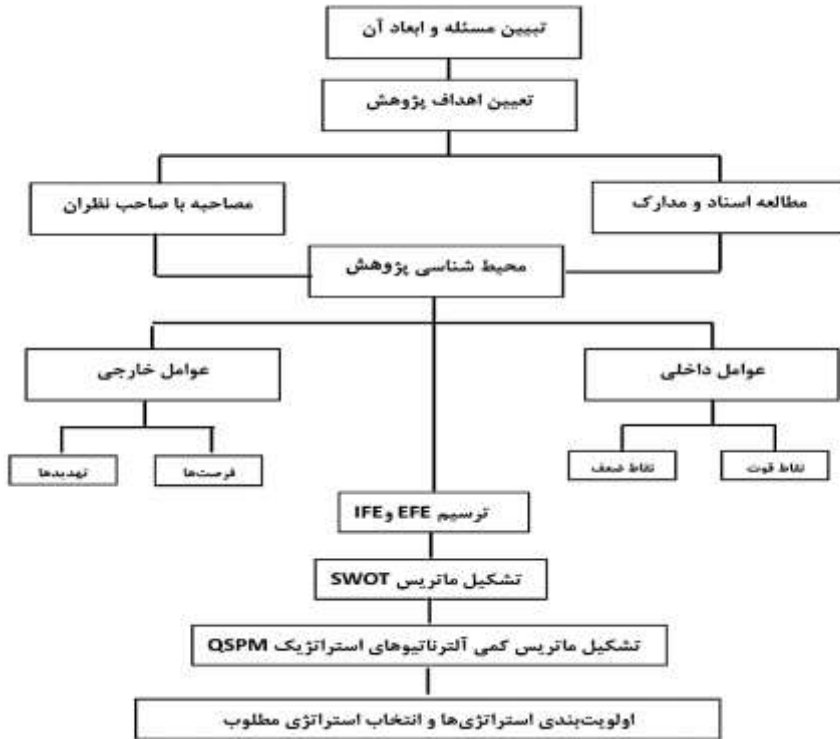 تبیین مسئله و ابعاد آن
تعیین اهداف پژوهش
مطالعه اسناد و مدارک
مصاحبه با صاحب نظران
محیط شناسی پژوهش
عوامل داخلی
عوامل خارجی
نقاط قوت
نقاط ضعف
فرصت‌ها
تهدیدها
ترسیم EFE وIFE
تشکیل ماتریس SWOT
تشکیل ماتریس کمی آلترناتیوهای استراتژیک QSPM
اولویت‌بندی استراتژی‌ها و انتخاب استراتژی مطلوب